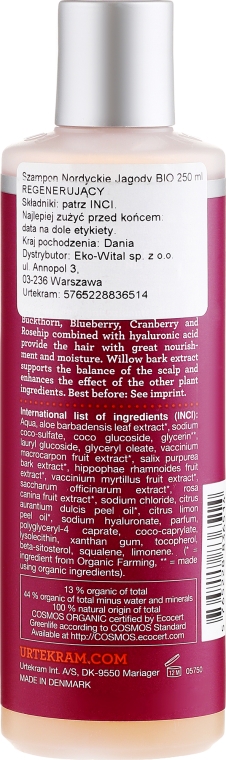 Szampon Nordyckie Jagody BIO 250 ml
REGENERUJĄCY
Składniki: patrz INCI.
Najlepiej zużyć przed końcem:
data na dole etykiety.
Kraj pochodzenia: Dania
Dystrybutor: Eko-Wital sp. z o.o.
ul. Annopol 3,
03-236 Warszawa
Urtekram: 5765228836514
Buckthorn, Blueberry, Cranberry and
Rosehip combined with hyaluronic acid
provide the hair with great nourish-
ment and moisture. Willow bark extract
supports the balance of the scalp and
enhances the effect of the other plant
ingredients. Best before: See imprint.
International list of ingredients (INCI):
Aqua, aloe barbadensis leaf extract*, sodium
coco-sulfate, coco glucoside, glycerin**,
lauryl glucoside, glyceryl oleate, vaccinium
macrocarpon fruit extract*, salix purpurea
bark extract*, hippophae rhamnoides fruit
extract*, vaccinium myrtillus fruit extract*,
saccharum officinarum extract*, rosa
canina fruit extract*, sodium chloride, citrus
aurantium dulcis peel oil*, citrus limon
peel oil*, sodium hyaluronate, parfum,
polyglyceryl-4 caprate, coco-caprylate,
lysolecithin, xanthan gum, tocopherol,
beta-sitosterol, squalene, limonene. (* =
ingredient from Organic Farming, ** = made
using organic ingredients).
13 % organic of total
44 % organic of total minus water and minerals
100 % natural origin of total
COSMOS ORGANIC certified by Ecocert
Greenlife according to COSMOS Standard
Available at http://COSMOS.ecocert.com
URTEKRAM.COM
Urtekram Int. A/S, DK-9550 Mariager
MADE IN DENMARK
12 M
05750